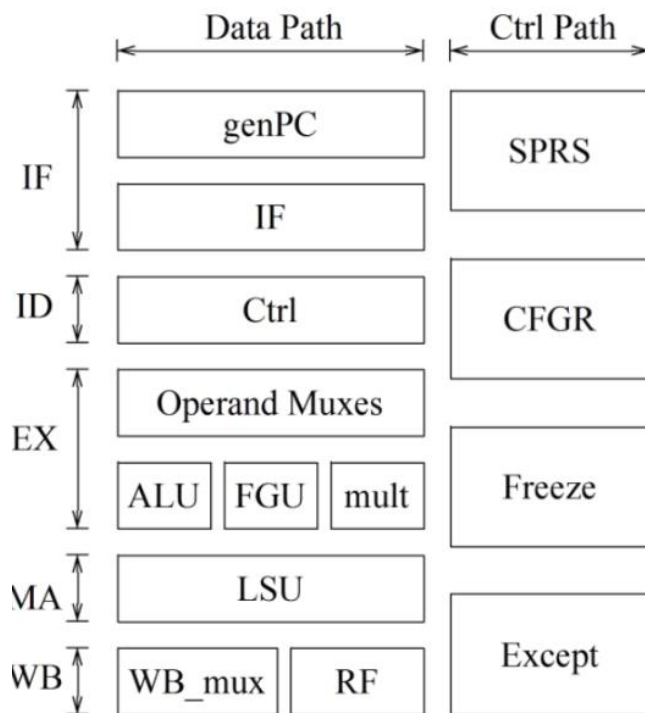 Data Path Ctrl Path
genPC
SPRS
IF
IF
ID
Ctrl
CFGR
Operand Muxes
EX
ALU FGU mult
Freeze
MA
LSU
Except
WB
WB_mux RF